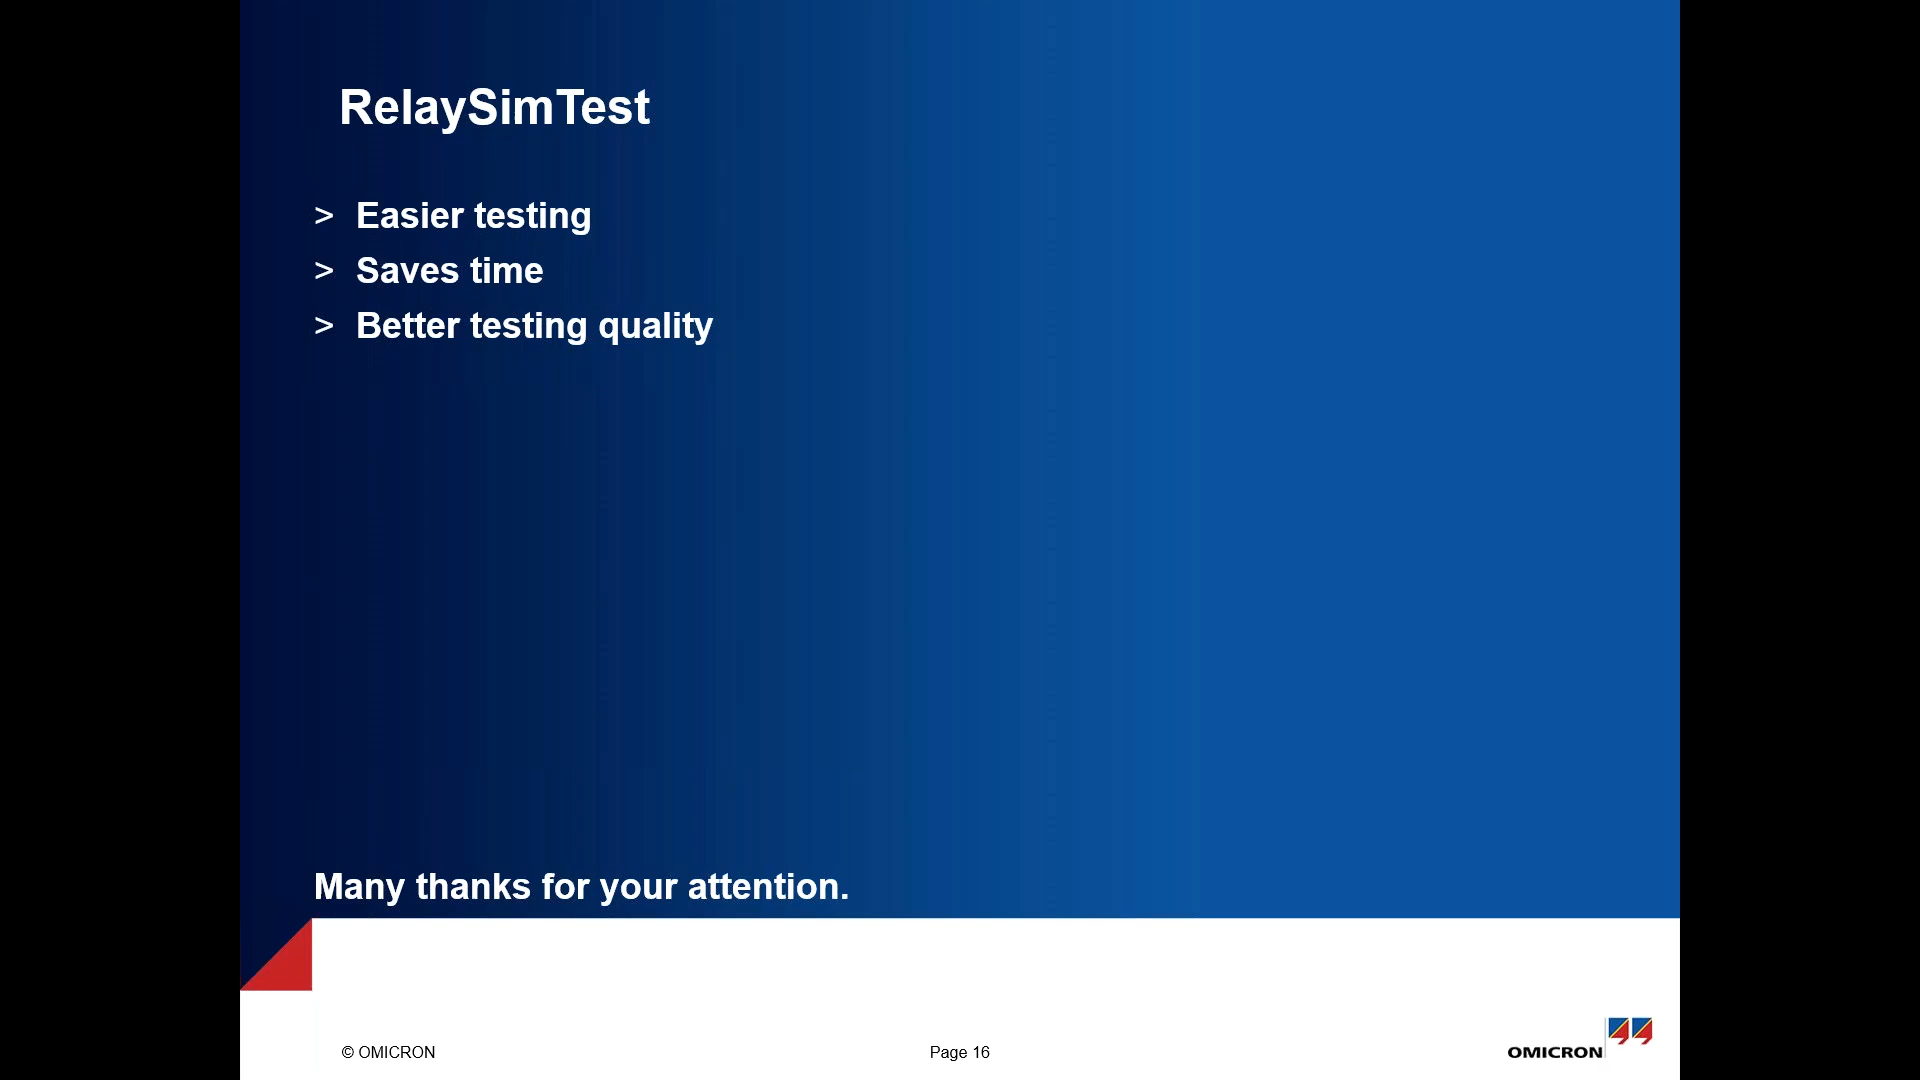 RelaySimTest
> Easier testing
> Saves time
> Better testing quality
Many thanks for your attention.
© OMICRON
Page 16
OMICRON